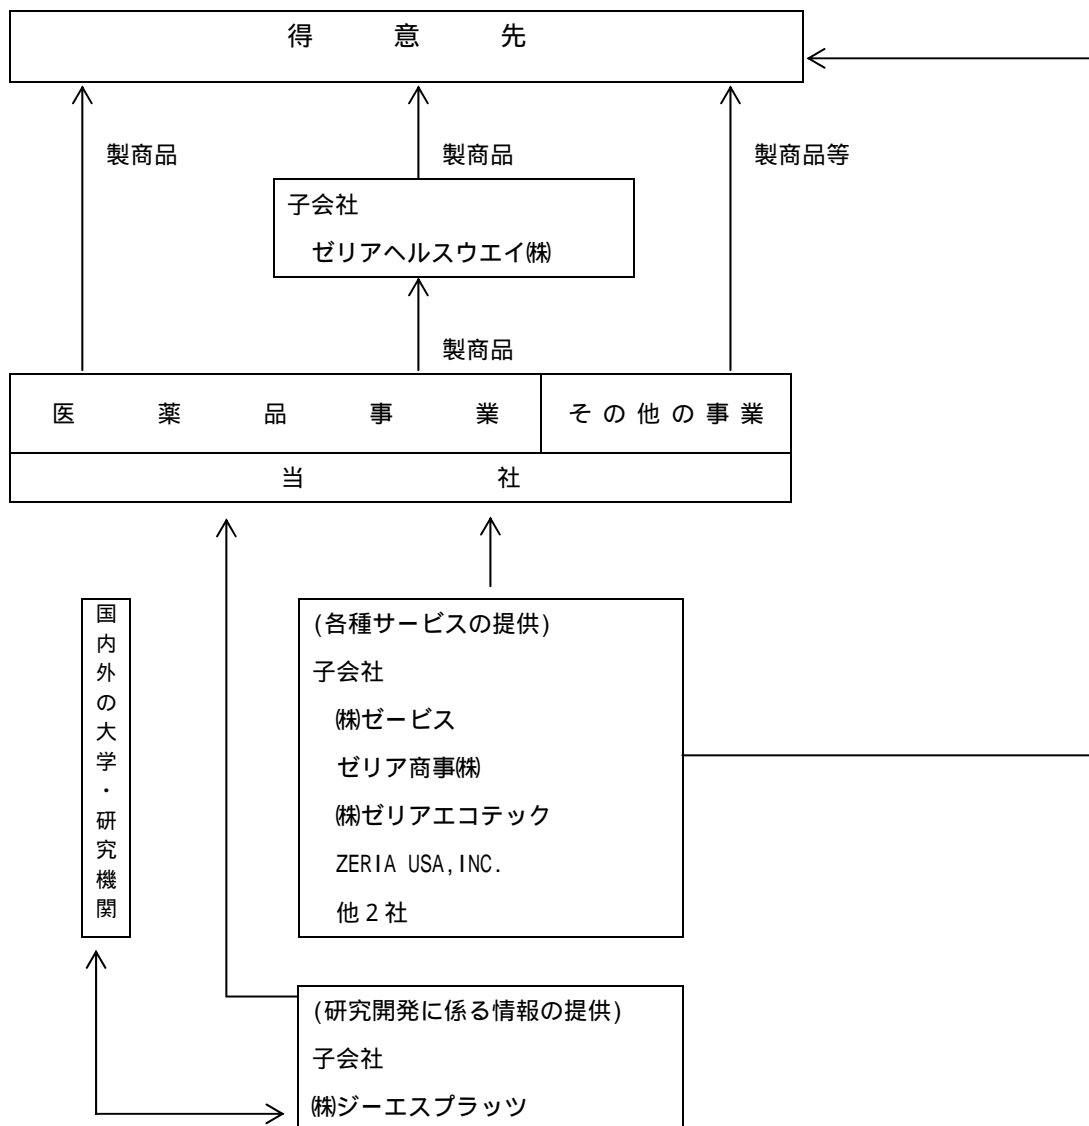 得意先
製商品
製商品
製商品等
子会社
ゼリアヘルスウエイ㈱
製商品
医薬品事業
その他の事業
当社
国内外の大学・研究機関
(各種サービスの提供)
子会社
㈱ゼービス
ゼリア商事㈱
㈱ゼリアエコテック
ZERIA USA,INC.
他2社
(研究開発に係る情報の提供)
子会社
㈱ジーエスプラッツ